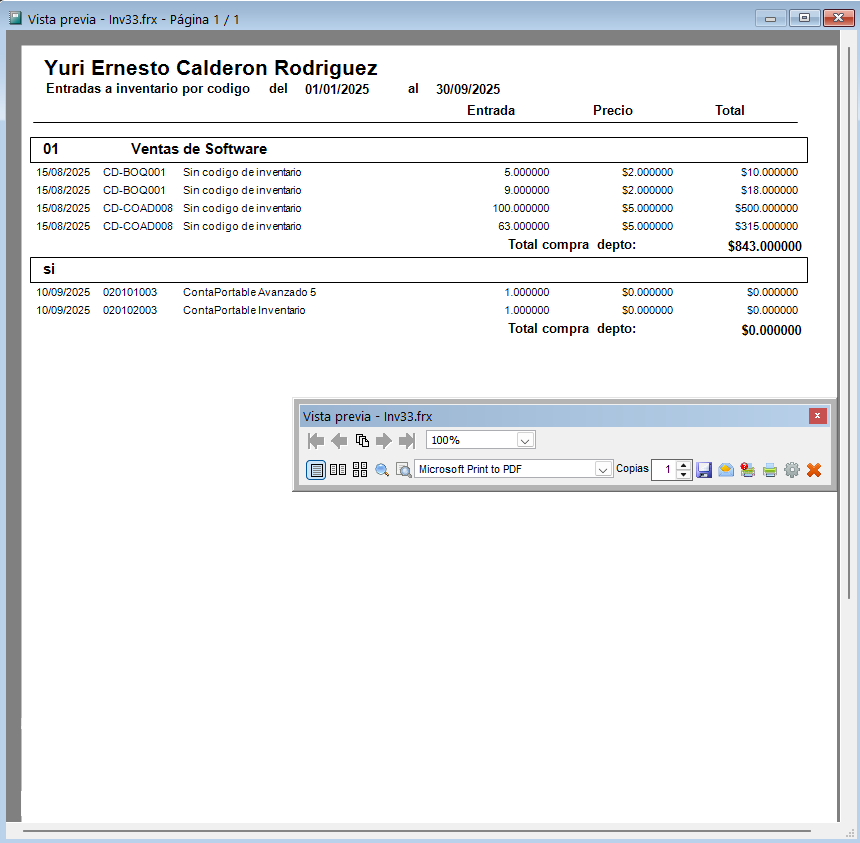 Vista previa - Inv33.frx - Página 1 / 1
Yuri Ernesto Calderon Rodriguez
Entradas a inventario por codigo del 01/01/2025 al 30/09/2025
Entrada Precio Total
01 Ventas de Software
15/08/2025 CD-BOQ001 Sin codigo de inventario 5.000000 $2.000000 $10.000000
15/08/2025 CD-BOQ001 Sin codigo de inventario 9.000000 $2.000000 $18.000000
15/08/2025 CD-COAD008 Sin codigo de inventario 100.000000 $5.000000 $500.000000
15/08/2025 CD-COAD008 Sin codigo de inventario 63.000000 $5.000000 $315.000000
Total compra depto: $843.000000
si
10/09/2025 020101003 ContaPortable Avanzado 5 1.000000 $0.000000 $0.000000
10/09/2025 020102003 ContaPortable Inventario 1.000000 $0.000000 $0.000000
Total compra depto: $0.000000
Vista previa - Inv33.frx
100%
Microsoft Print to PDF Copias 1